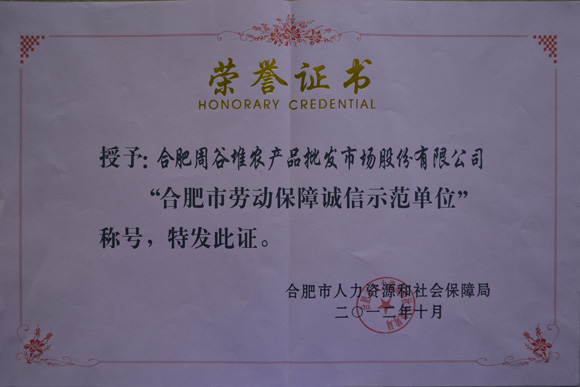 荣誉证书
HONORARY CREDENTIAL
授予：合肥周谷堆农产品批发市场股份有限公司
“合肥市劳动保障诚信示范单位”
称号，特发此证。
合肥市人力资源和社会保障局
二〇一二年十月